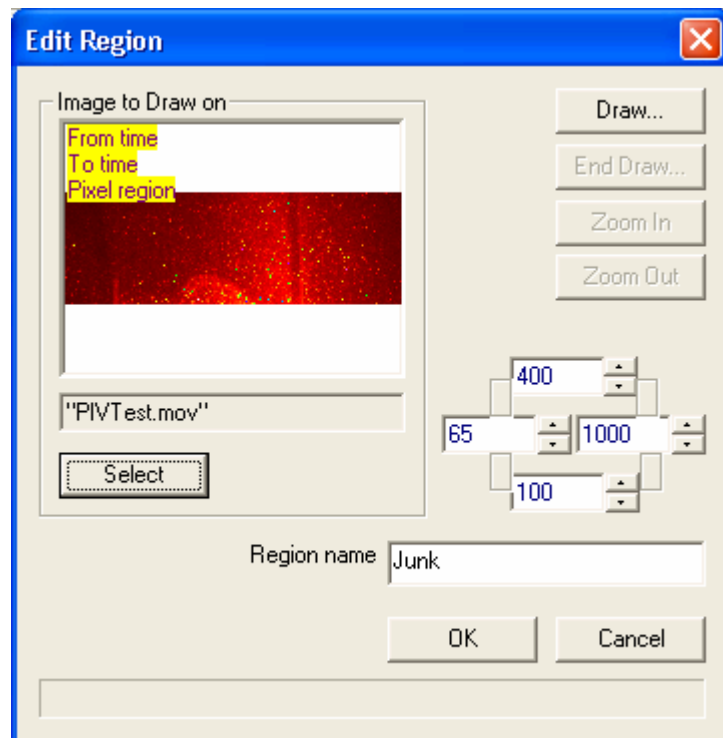 Edit Region
Image to Draw on
From time
To time
Pixel region
"PIVTest.mov"
Select
Draw...
End Draw...
Zoom In
Zoom Out
400
65
1000
100
Region name
Junk
OK
Cancel